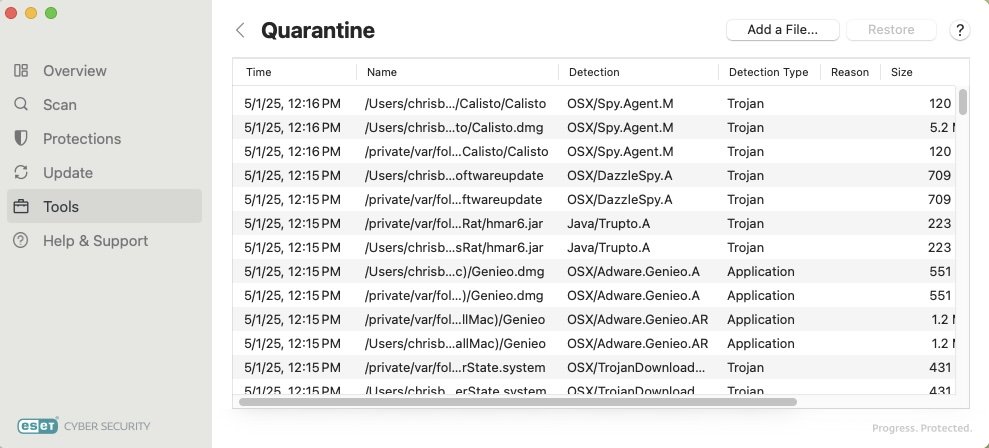 Quarantine
Add a File...
Restore
?
Overview
Scan
Protections
Update
Tools
Help & Support
Time Name Detection Detection Type Reason Size
5/1/25, 12:16 PM /Users/chrisb.../Calisto/Calisto OSX/Spy.Agent.M Trojan 120
5/1/25, 12:16 PM /Users/chrisb...to/Calisto.dmg OSX/Spy.Agent.M Trojan 5.2 M
5/1/25, 12:16 PM /private/var/fol...Calisto/Calisto OSX/Spy.Agent.M Trojan 120
5/1/25, 12:15 PM /Users/chrisb...oftwareupdate OSX/DazzleSpy.A Trojan 709
5/1/25, 12:15 PM /private/var/fol...ftwareupdate OSX/DazzleSpy.A Trojan 709
5/1/25, 12:15 PM /private/var/fol...Rat/hmar6.jar Java/Trupto.A Trojan 223
5/1/25, 12:15 PM /Users/chrisb...sRat/hmar6.jar Java/Trupto.A Trojan 223
5/1/25, 12:15 PM /Users/chrisb...c)/Genieo.dmg OSX/Adware.Genieo.A Application 551
5/1/25, 12:15 PM /private/var/fol...)/Genieo.dmg OSX/Adware.Genieo.A Application 551
5/1/25, 12:15 PM /private/var/fol...llMac)/Genieo OSX/Adware.Genieo.AR Application 1.2 M
5/1/25, 12:15 PM /Users/chrisb...allMac)/Genieo OSX/Adware.Genieo.AR Application 1.2 M
5/1/25, 12:15 PM /private/var/fol...rState.system OSX/TrojanDownload... Trojan 431
5/1/25, 12:15 PM /Users/chrisb...erState.system OSX/TrojanDownload... Trojan 431
eseT CYBER SECURITY
Progress. Protected.